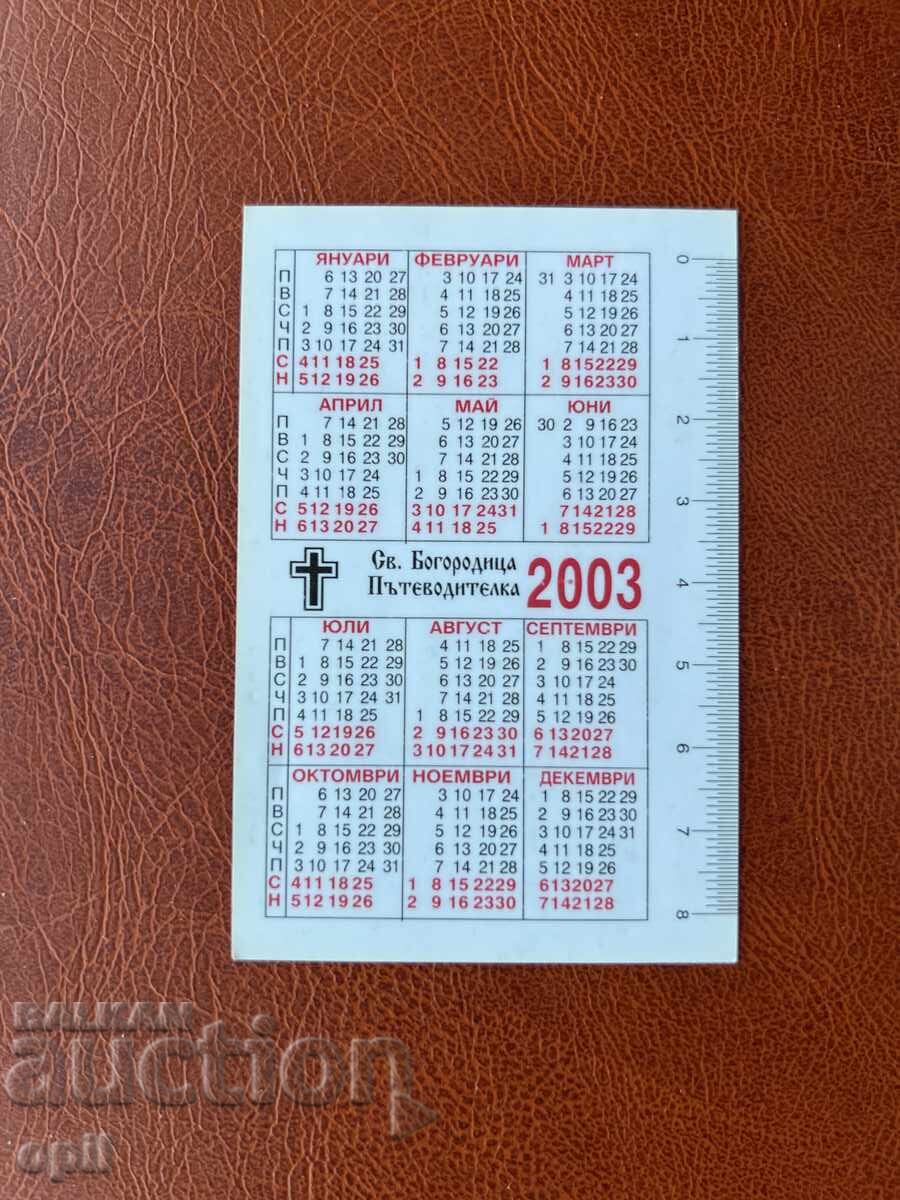 ЯНУАРИ ФЕВРУАРИ МАРТ
П 6 13 20 27 3 10 17 24 31 3 10 17 24
В 7 14 21 28 4 11 18 25 4 11 18 25
С 1 8 15 22 29 5 12 19 26 5 12 19 26
Ч 2 9 16 23 30 6 13 20 27 6 13 20 27
П 3 10 17 24 31 7 14 21 28 7 14 21 28
С 4 11 18 25 1 8 15 22 1 8 15 22 29
Н 5 12 19 26 2 9 16 23 2 9 16 23 30
АПРИЛ МАЙ ЮНИ
П 7 14 21 28 5 12 19 26 30 2 9 16 23
В 1 8 15 22 29 6 13 20 27 3 10 17 24
С 2 9 16 23 30 7 14 21 28 4 11 18 25
Ч 3 10 17 24 1 8 15 22 29 5 12 19 26
П 4 11 18 25 2 9 16 23 30 6 13 20 27
С 5 12 19 26 3 10 17 24 31 7 14 21 28
Н 6 13 20 27 4 11 18 25 1 8 15 22 29
Св. Богородица
Пътеводителка 2003
ЮЛИ АВГУСТ СЕПТЕМВРИ
П 7 14 21 28 4 11 18 25 1 8 15 22 29
В 1 8 15 22 29 5 12 19 26 2 9 16 23 30
С 2 9 16 23 30 6 13 20 27 3 10 17 24
Ч 3 10 17 24 31 7 14 21 28 4 11 18 25
П 4 11 18 25 1 8 15 22 29 5 12 19 26
С 5 12 19 26 2 9 16 23 30 6 13 20 27
Н 6 13 20 27 3 10 17 24 31 7 14 21 28
ОКТОМВРИ НОЕМВРИ ДЕКЕМВРИ
П 6 13 20 27 3 10 17 24 1 8 15 22 29
В 7 14 21 28 4 11 18 25 2 9 16 23 30
С 1 8 15 22 29 5 12 19 26 3 10 17 24 31
Ч 2 9 16 23 30 6 13 20 27 4 11 18 25
П 3 10 17 24 31 7 14 21 28 5 12 19 26
С 4 11 18 25 1 8 15 22 29 6 13 20 27
Н 5 12 19 26 2 9 16 23 30 7 14 21 28
0
1
2
3
4
5
6
7
8
BALKAN
auction
opil